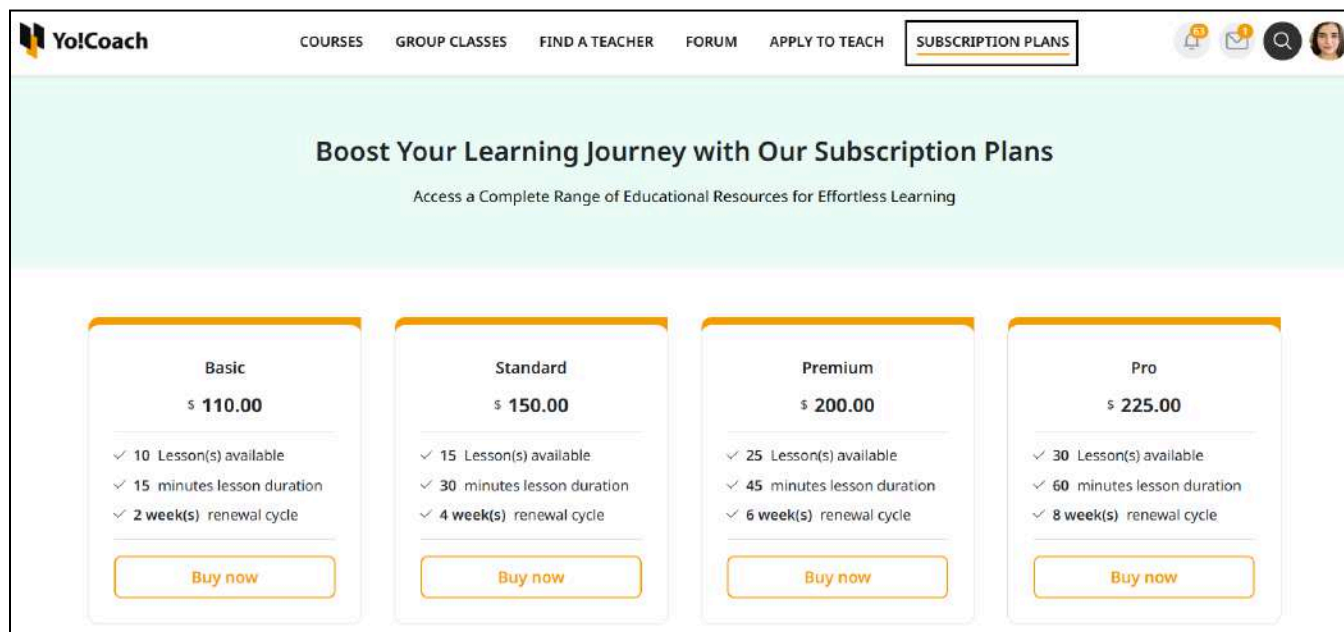 Yo!Coach
COURSES GROUP CLASSES FIND A TEACHER FORUM APPLY TO TEACH SUBSCRIPTION PLANS
Boost Your Learning Journey with Our Subscription Plans
Access a Complete Range of Educational Resources for Effortless Learning
Basic
$ 110.00
10 Lesson(s) available
15 minutes lesson duration
2 week(s) renewal cycle
Buy now
Standard
$ 150.00
15 Lesson(s) available
30 minutes lesson duration
4 week(s) renewal cycle
Buy now
Premium
$ 200.00
25 Lesson(s) available
45 minutes lesson duration
6 week(s) renewal cycle
Buy now
Pro
$ 225.00
30 Lesson(s) available
60 minutes lesson duration
8 week(s) renewal cycle
Buy now